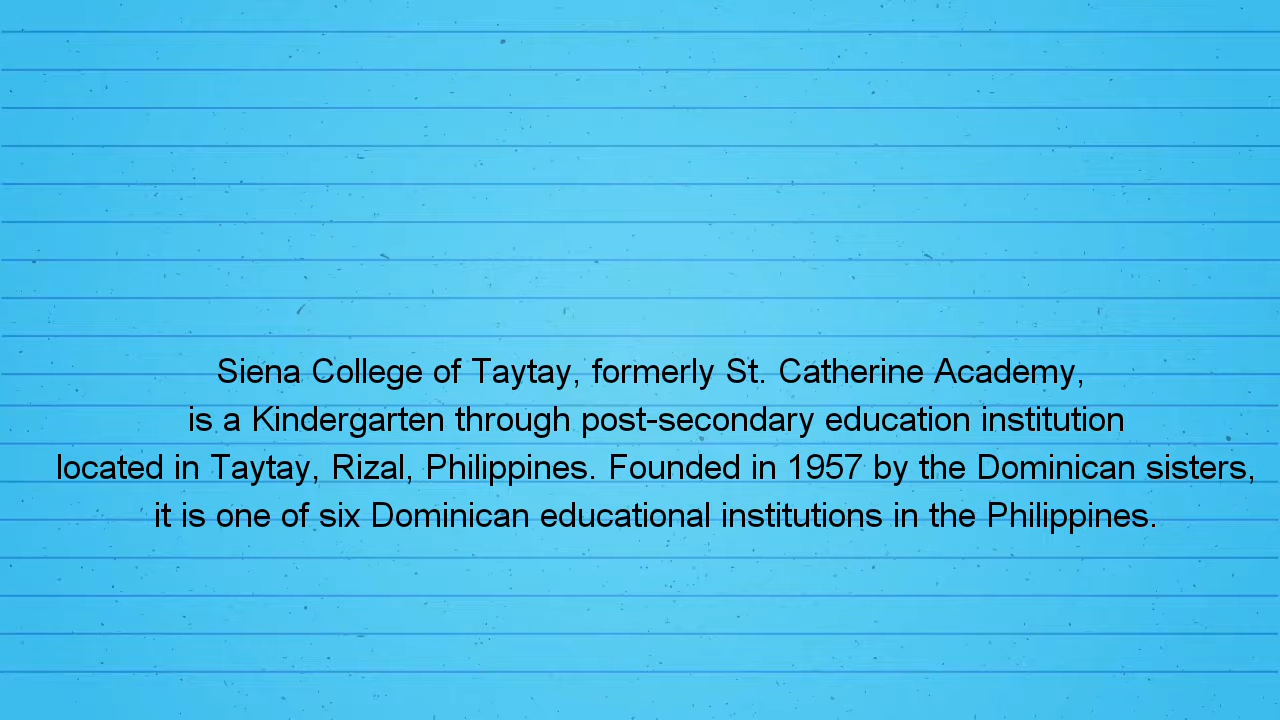 Siena College of Taytay, formerly St. Catherine Academy,
is a Kindergarten through post-secondary education institution
located in Taytay, Rizal, Philippines. Founded in 1957 by the Dominican sisters,
it is one of six Dominican educational institutions in the Philippines.